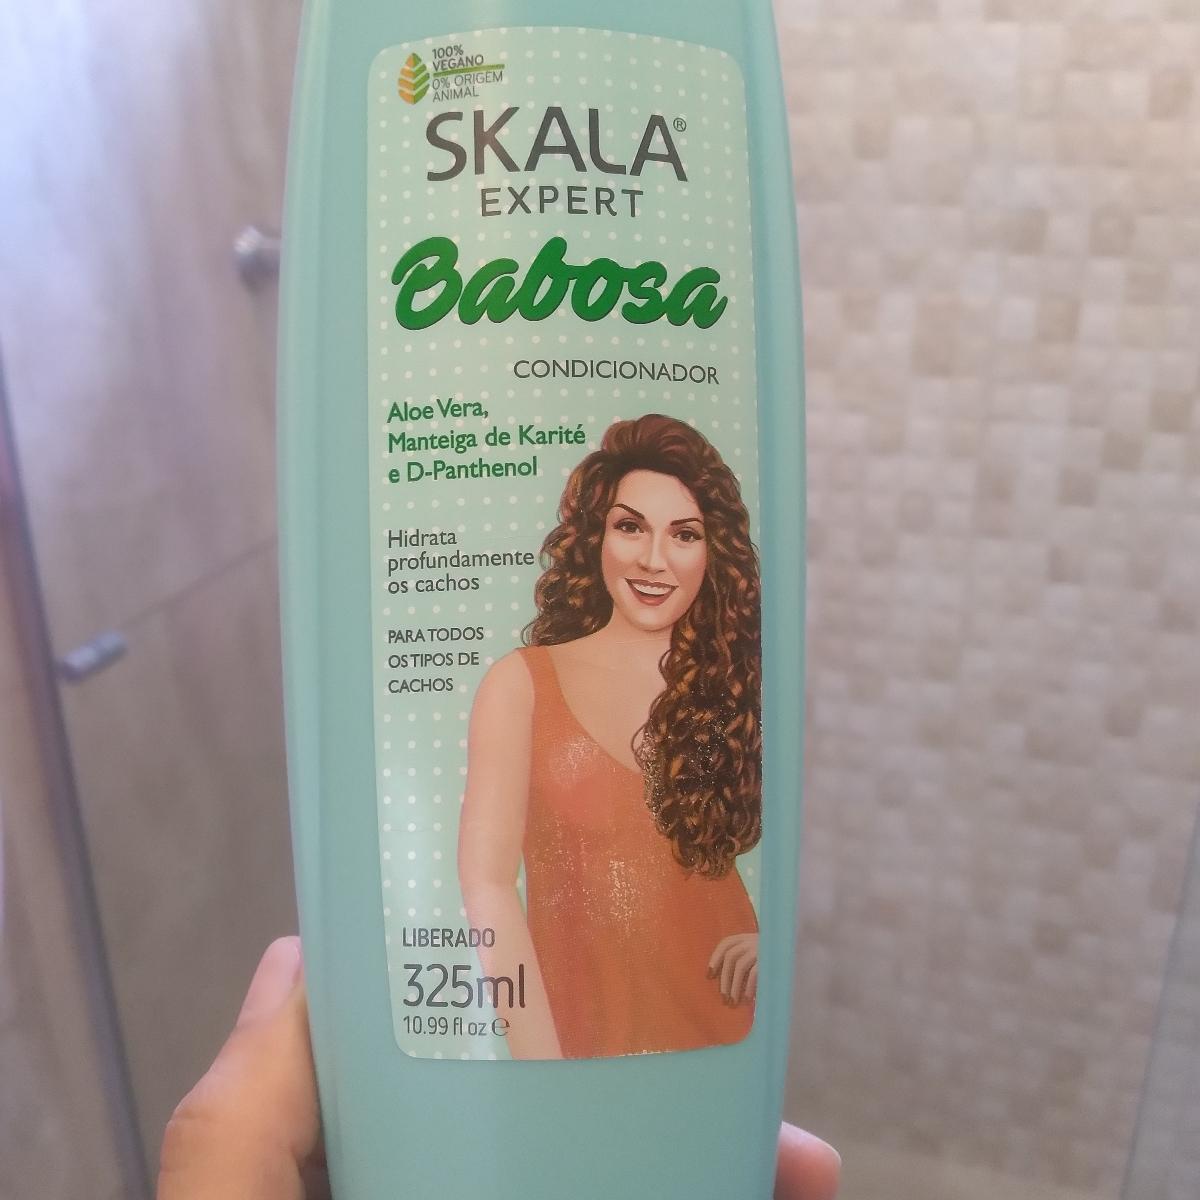 100%
VEGANO
0% ORIGEM
ANIMAL
SKALA®
EXPERT
Babosa
CONDICIONADOR
Aloe Vera,
Manteiga de Karité
e D-Panthenol
Hidrata
profundamente
os cachos
PARA TODOS
OS TIPOS DE
CACHOS
LIBERADO
325ml
10.99 fl oz ℮